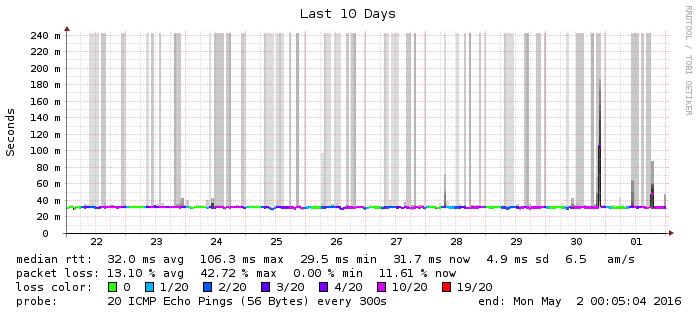 Last 10 Days
RRDTOOL / TOBI OETIKER
Seconds
240 m
220 m
200 m
180 m
160 m
140 m
120 m
100 m
80 m
60 m
40 m
20 m
0
22 23 24 25 26 27 28 29 30 01
median rtt: 32.0 ms avg 106.3 ms max 29.5 ms min 31.7 ms now 4.9 ms sd 6.5 am/s
packet loss: 13.10 % avg 42.72 % max 0.00 % min 11.61 % now
loss color: 0 1/20 2/20 3/20 4/20 10/20 19/20
probe: 20 ICMP Echo Pings (56 Bytes) every 300s end: Mon May 2 00:05:04 2016